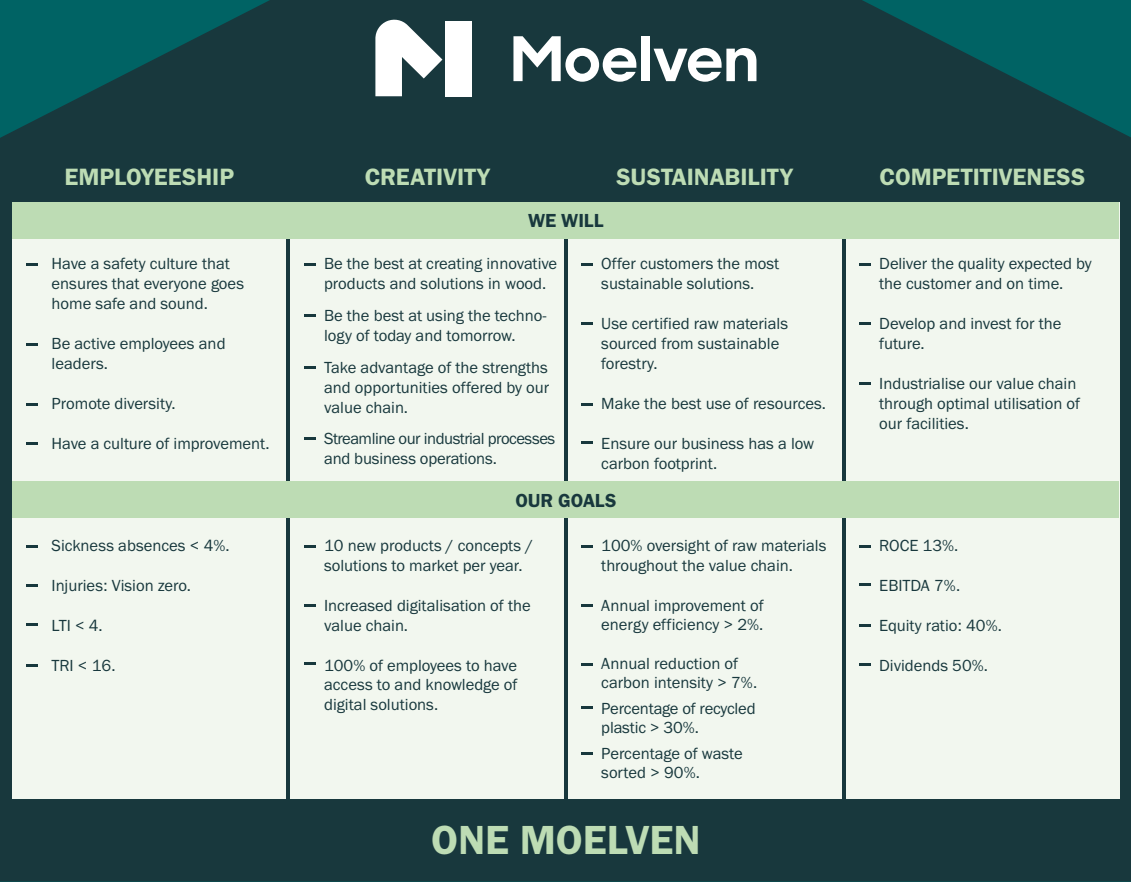 Moelven
EMPLOYEESHIP
CREATIVITY
SUSTAINABILITY
COMPETITIVENESS
WE WILL
– Have a safety culture that
ensures that everyone goes
home safe and sound.
– Be active employees and
leaders.
– Promote diversity.
– Have a culture of improvement.
– Be the best at creating innovative
products and solutions in wood.
– Be the best at using the techno-
logy of today and tomorrow.
– Take advantage of the strengths
and opportunities offered by our
value chain.
– Streamline our industrial processes
and business operations.
– Offer customers the most
sustainable solutions.
– Use certified raw materials
sourced from sustainable
forestry.
– Make the best use of resources.
– Ensure our business has a low
carbon footprint.
– Deliver the quality expected by
the customer and on time.
– Develop and invest for the
future.
– Industrialise our value chain
through optimal utilisation of
our facilities.
OUR GOALS
– Sickness absences < 4%.
– Injuries: Vision zero.
– LTI < 4.
– TRI < 16.
– 10 new products / concepts /
solutions to market per year.
– Increased digitalisation of the
value chain.
– 100% of employees to have
access to and knowledge of
digital solutions.
– 100% oversight of raw materials
throughout the value chain.
– Annual improvement of
energy efficiency > 2%.
– Annual reduction of
carbon intensity > 7%.
– Percentage of recycled
plastic > 30%.
– Percentage of waste
sorted > 90%.
– ROCE 13%.
– EBITDA 7%.
– Equity ratio: 40%.
– Dividends 50%.
ONE MOELVEN